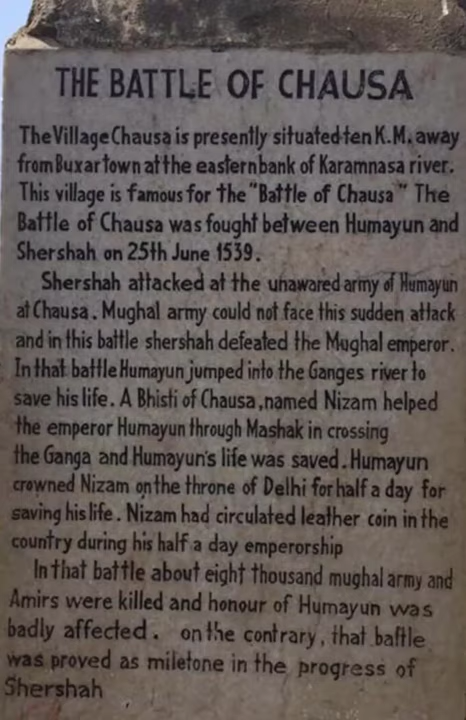 THE BATTLE OF CHAUSA
The Village Chausa is presently situated ten K.M. away
from Buxar town at the eastern bank of Karamnasa river.
This village is famous for the "Battle of Chausa" The
Battle of Chausa was fought between Humayun and
Shershah on 25th June 1539.
Shershah attacked at the unawared army of Humayun
at Chausa. Mughal army could not face this sudden attack
and in this battle shershah defeated the Mughal emperor.
In that battle Humayun jumped into the Ganges river to
save his life. A Bhisti of Chausa, named Nizam helped
the emperor Humayun through Mashak in crossing
the Ganga and Humayun's life was saved. Humayun
crowned Nizam on the throne of Delhi for half a day for
saving his life. Nizam had circulated leather coin in the
country during his half a day emperorship
In that battle about eight thousand mughal army and
Amirs were killed and honour of Humayun was
badly affected. on the contrary, that battle
was proved as miletone in the progress of
Shershah